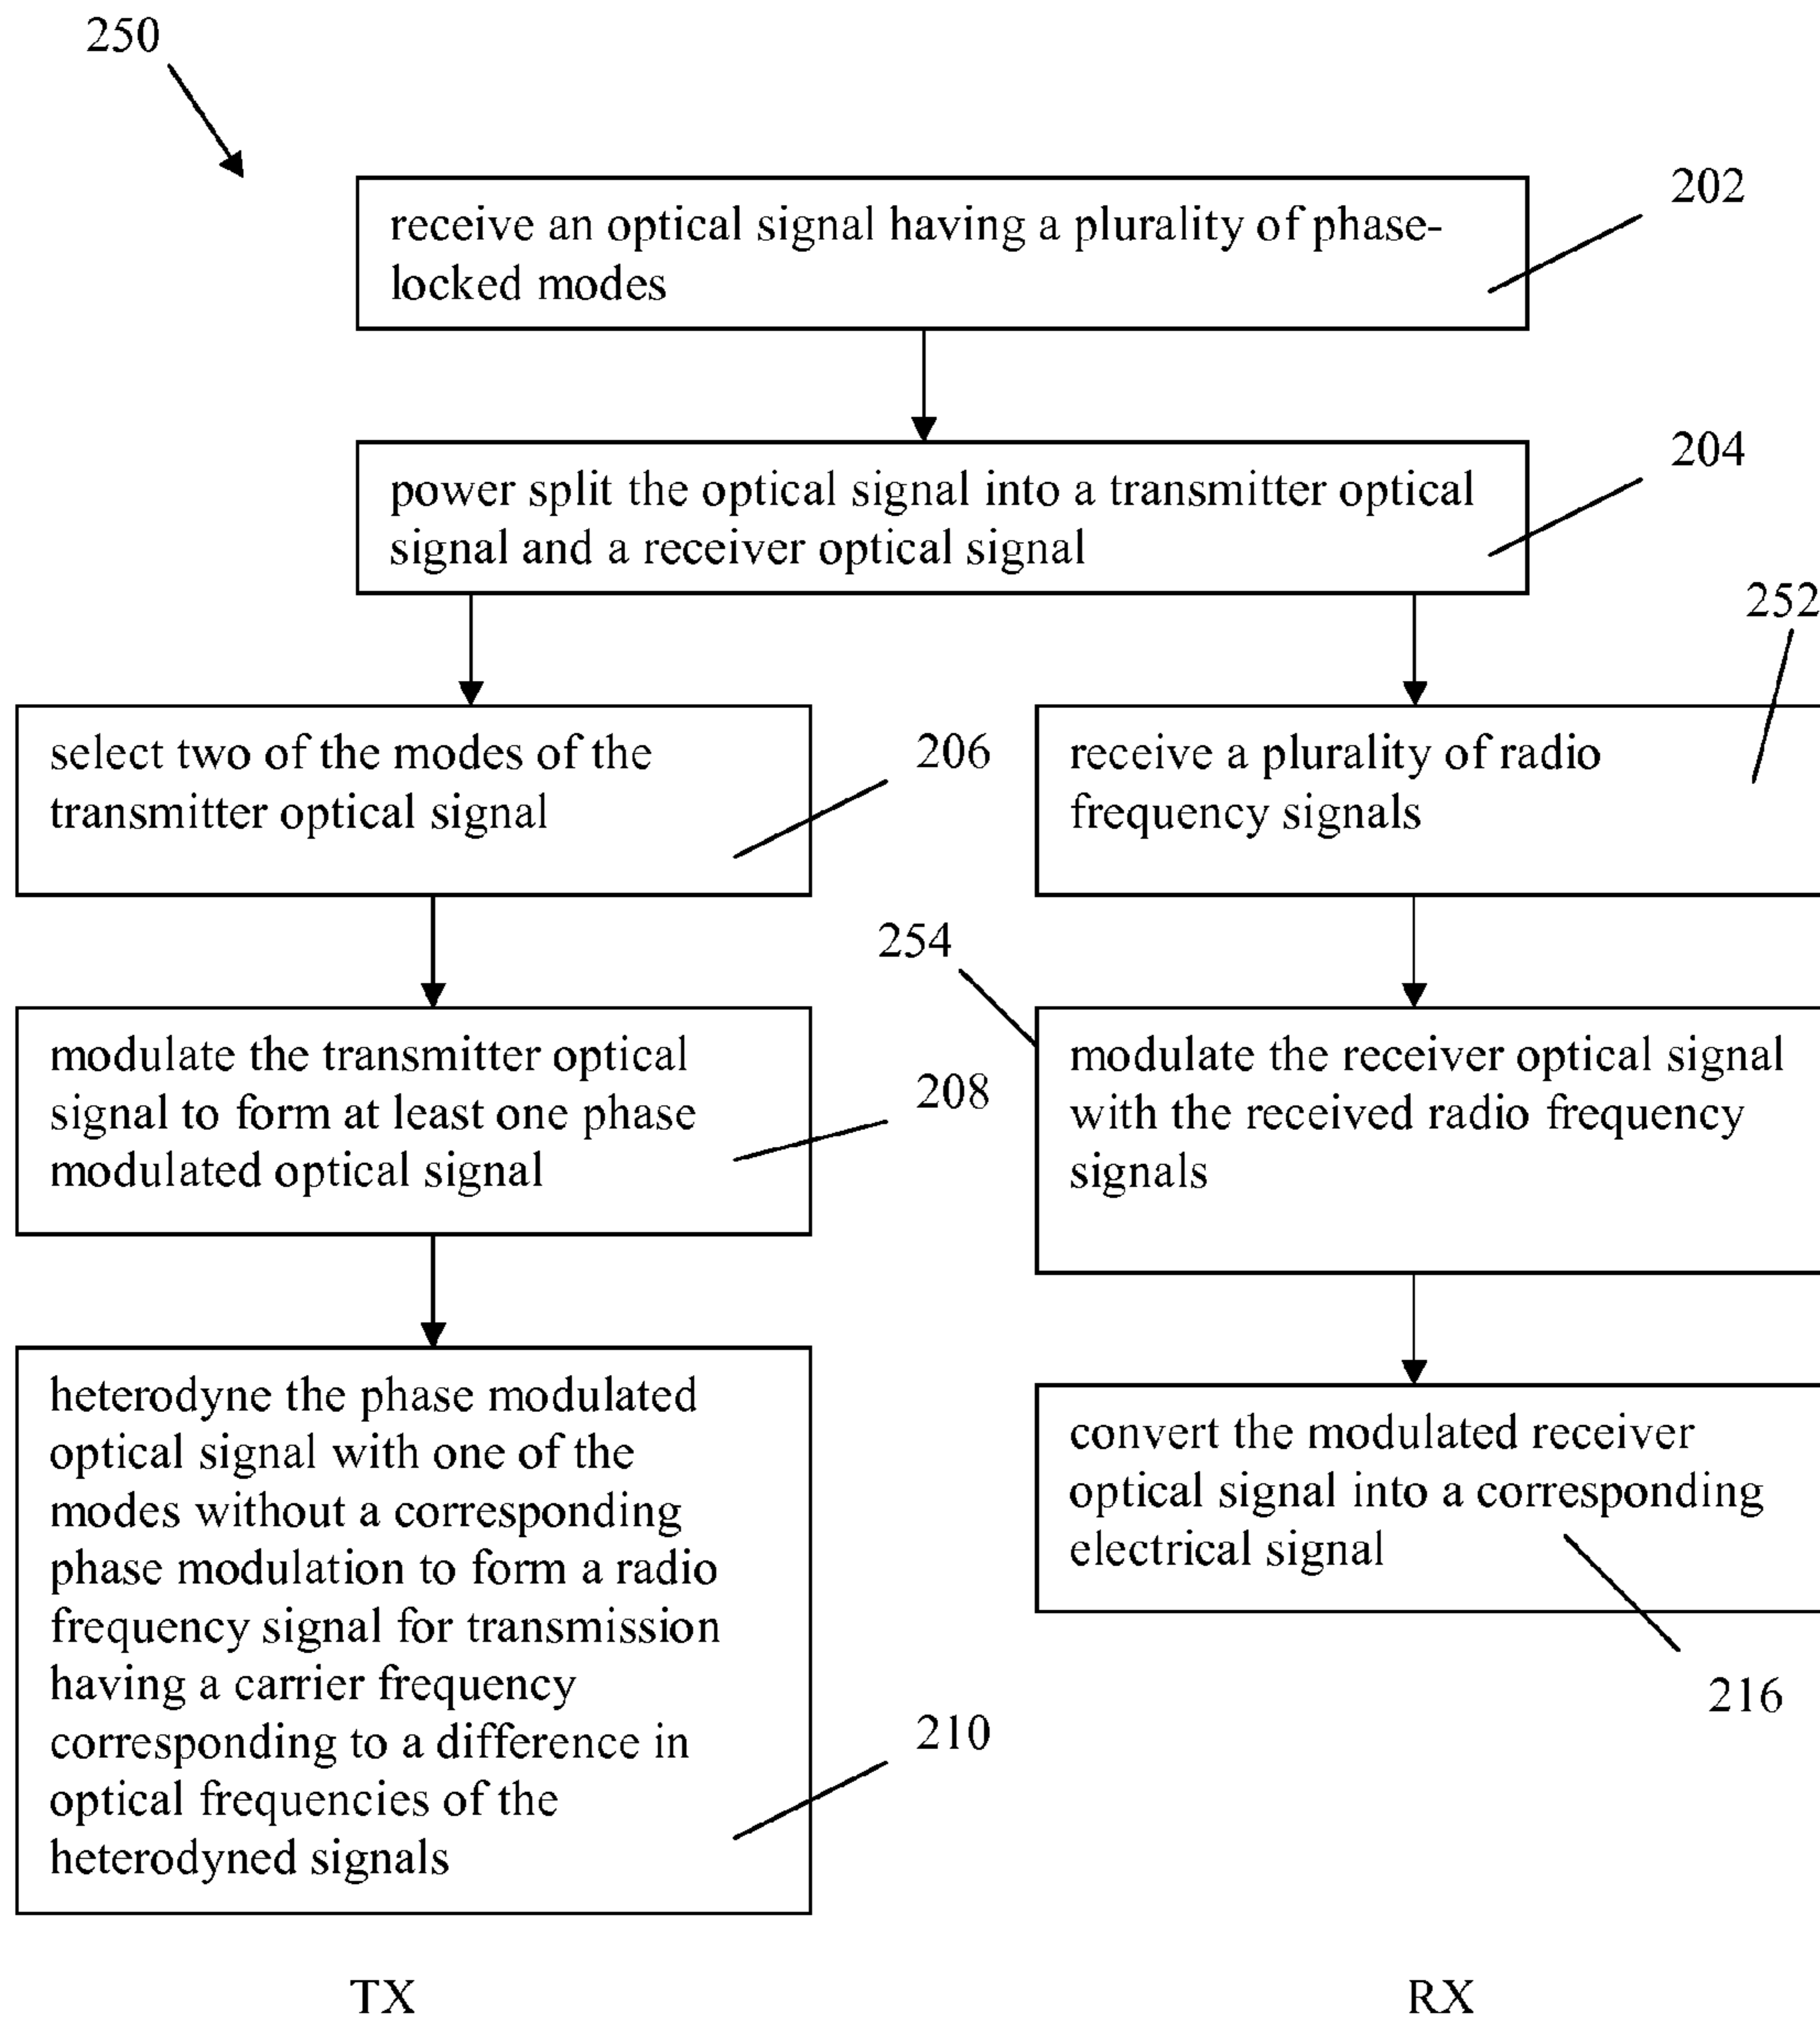 250
202
receive an optical signal having a plurality of phase-
locked modes
204
power split the optical signal into a transmitter optical
signal and a receiver optical signal
252
select two of the modes of the
transmitter optical signal
206
receive a plurality of radio
frequency signals
254
modulate the transmitter optical
signal to form at least one phase
modulated optical signal
208
modulate the receiver optical signal
with the received radio frequency
signals
heterodyne the phase modulated
optical signal with one of the
modes without a corresponding
phase modulation to form a radio
frequency signal for transmission
having a carrier frequency
corresponding to a difference in
optical frequencies of the
heterodyned signals
210
convert the modulated receiver
optical signal into a corresponding
electrical signal
216
TX
RX